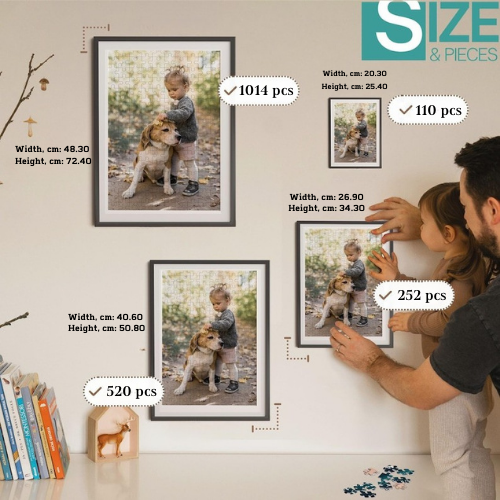 SIZE
& PIECES
1014 pcs
Width, cm: 48.30
Height, cm: 72.40
Width, cm: 20.30
Height, cm: 25.40
110 pcs
Width, cm: 26.90
Height, cm: 34.30
252 pcs
Width, cm: 40.60
Height, cm: 50.80
520 pcs